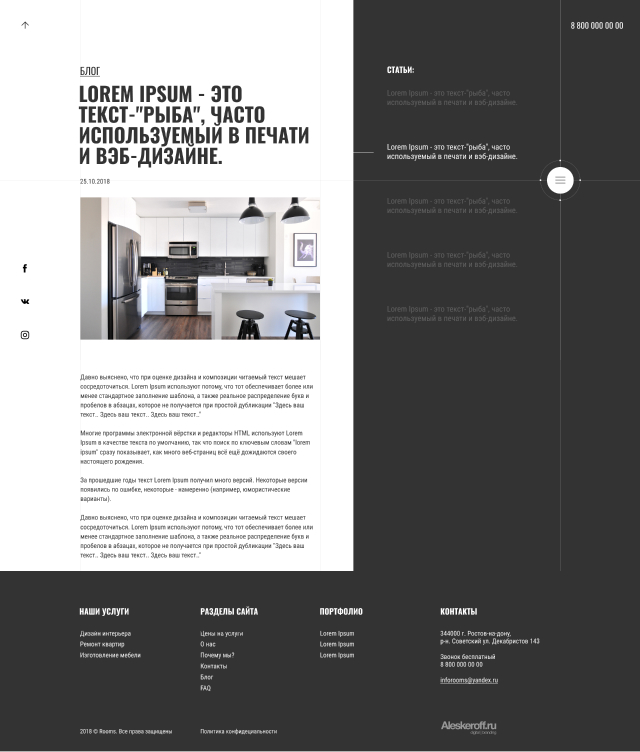 8 800 000 00 00
БЛОГ
LOREM IPSUM - ЭТО
ТЕКСТ-"РЫБА", ЧАСТО
ИСПОЛЬЗУЕМЫЙ В ПЕЧАТИ
И ВЭБ-ДИЗАЙНЕ.
25.10.2018
Давно выяснено, что при оценке дизайна и композиции читаемый текст мешает
сосредоточиться. Lorem Ipsum используют потому, что тот обеспечивает более или
менее стандартное заполнение шаблона, а также реальное распределение букв и
пробелов в абзацах, которое не получается при простой дубликации "Здесь ваш
текст.. Здесь ваш текст.. Здесь ваш текст.."
Многие программы электронной вёрстки и редакторы HTML используют Lorem
Ipsum в качестве текста по умолчанию, так что поиск по ключевым словам "lorem
ipsum" сразу показывает, как много веб-страниц всё ещё дожидаются своего
настоящего рождения.
За прошедшие годы текст Lorem Ipsum получил много версий. Некоторые версии
появились по ошибке, некоторые - намеренно (например, юмористические
варианты).
Давно выяснено, что при оценке дизайна и композиции читаемый текст мешает
сосредоточиться. Lorem Ipsum используют потому, что тот обеспечивает более или
менее стандартное заполнение шаблона, а также реальное распределение букв и
пробелов в абзацах, которое не получается при простой дубликации "Здесь ваш
текст.. Здесь ваш текст.. Здесь ваш текст.."
СТАТЬИ:
Lorem Ipsum - это текст-"рыба", часто
используемый в печати и вэб-дизайне.
Lorem Ipsum - это текст-"рыба", часто
используемый в печати и вэб-дизайне.
Lorem Ipsum - это текст-"рыба", часто
используемый в печати и вэб-дизайне.
Lorem Ipsum - это текст-"рыба", часто
используемый в печати и вэб-дизайне.
Lorem Ipsum - это текст-"рыба", часто
используемый в печати и вэб-дизайне.
НАШИ УСЛУГИ
Дизайн интерьера
Ремонт квартир
Изготовление мебели
РАЗДЕЛЫ САЙТА
Цены на услуги
О нас
Почему мы?
Контакты
Блог
FAQ
ПОРТФОЛИО
Lorem Ipsum
Lorem Ipsum
Lorem Ipsum
КОНТАКТЫ
344000 г. Ростов-на-дону,
р-н. Советский ул. Декабристов 143
Звонок бесплатный
8 800 000 00 00
inforooms@yandex.ru
2018 © Rooms. Все права защищены
Политика конфидециальности
Aleskeroff.ru
digital branding